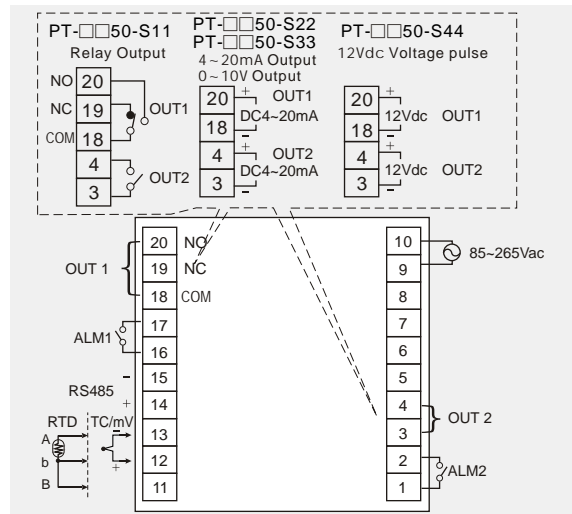 PT-□□50-S11
Relay Output
NO 20
NC 19
OUT1
COM 18
4
OUT2
3
PT-□□50-S22
PT-□□50-S33
4~20mA Output
0~10V Output
20 + OUT1
DC4~20mA
18 -
4 + OUT2
DC4~20mA
3 -
PT-□□50-S44
12Vdc Voltage pulse
20 +
12Vdc OUT1
18 -
4 +
12Vdc OUT2
3 -
OUT 1
20 NO
19 NC
18 COM
ALM1
17
16
RS485
- 15
+ 14
RTD TC/mV
A - 13
b + 12
B 11
10
85~265Vac
9
8
7
6
5
4
OUT 2
3
2
ALM2
1